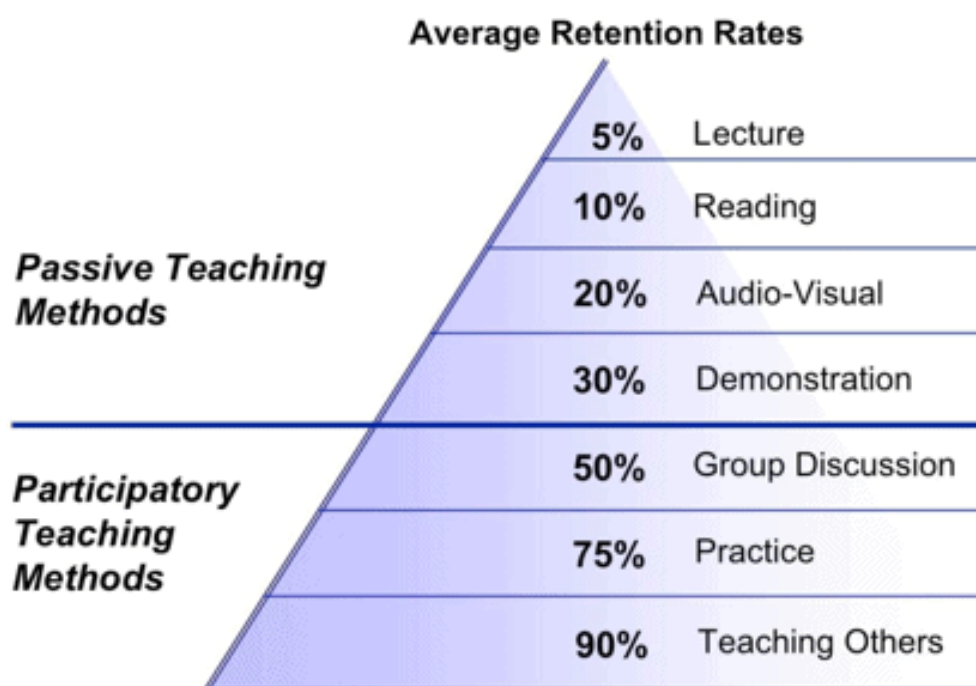 Average Retention Rates
5% Lecture
10% Reading
20% Audio-Visual
30% Demonstration
Passive Teaching
Methods
50% Group Discussion
75% Practice
90% Teaching Others
Participatory
Teaching
Methods